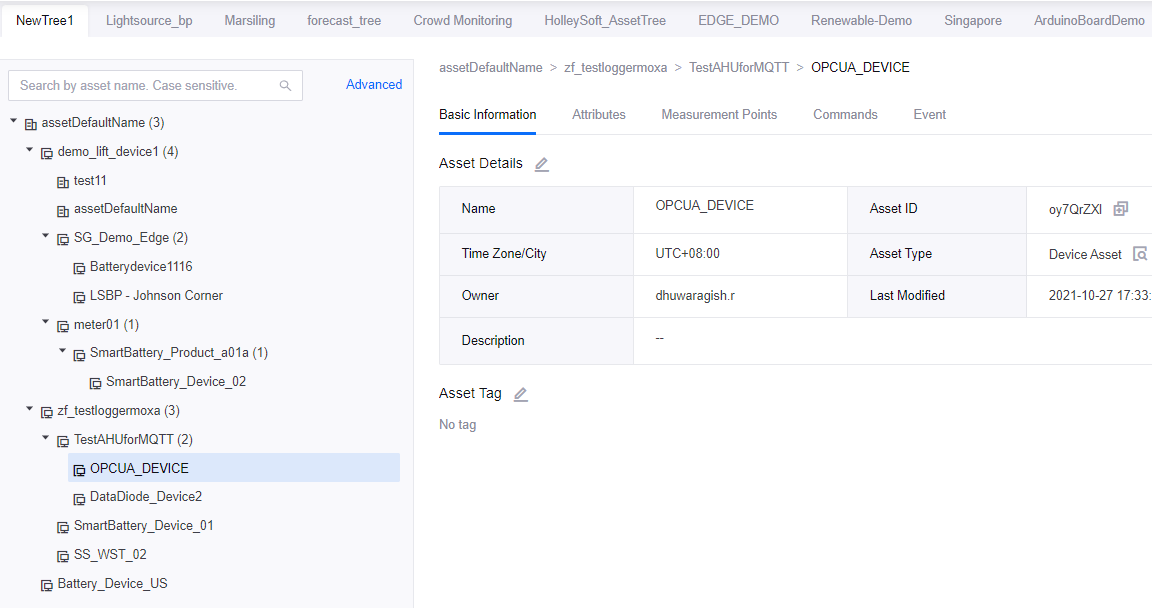 NewTree1 Lightsource_bp Marsiling forecast_tree Crowd Monitoring HolleySoft_AssetTree EDGE_DEMO Renewable-Demo Singapore ArduinoBoardDemo
Search by asset name. Case sensitive. Advanced
assetDefaultName (3)
demo_lift_device1 (4)
test11
assetDefaultName
SG_Demo_Edge (2)
Batterydevice1116
LSBP - Johnson Corner
meter01 (1)
SmartBattery_Product_a01a (1)
SmartBattery_Device_02
zf_testloggermoxa (3)
TestAHUforMQTT (2)
OPCUA_DEVICE
DataDiode_Device2
SmartBattery_Device_01
SS_WST_02
Battery_Device_US
assetDefaultName > zf_testloggermoxa > TestAHUforMQTT > OPCUA_DEVICE
Basic Information Attributes Measurement Points Commands Event
Asset Details
Name OPCUA_DEVICE Asset ID oy7QrZXl
Time Zone/City UTC+08:00 Asset Type Device Asset
Owner dhuwaragish.r Last Modified 2021-10-27 17:33:
Description --
Asset Tag
No tag